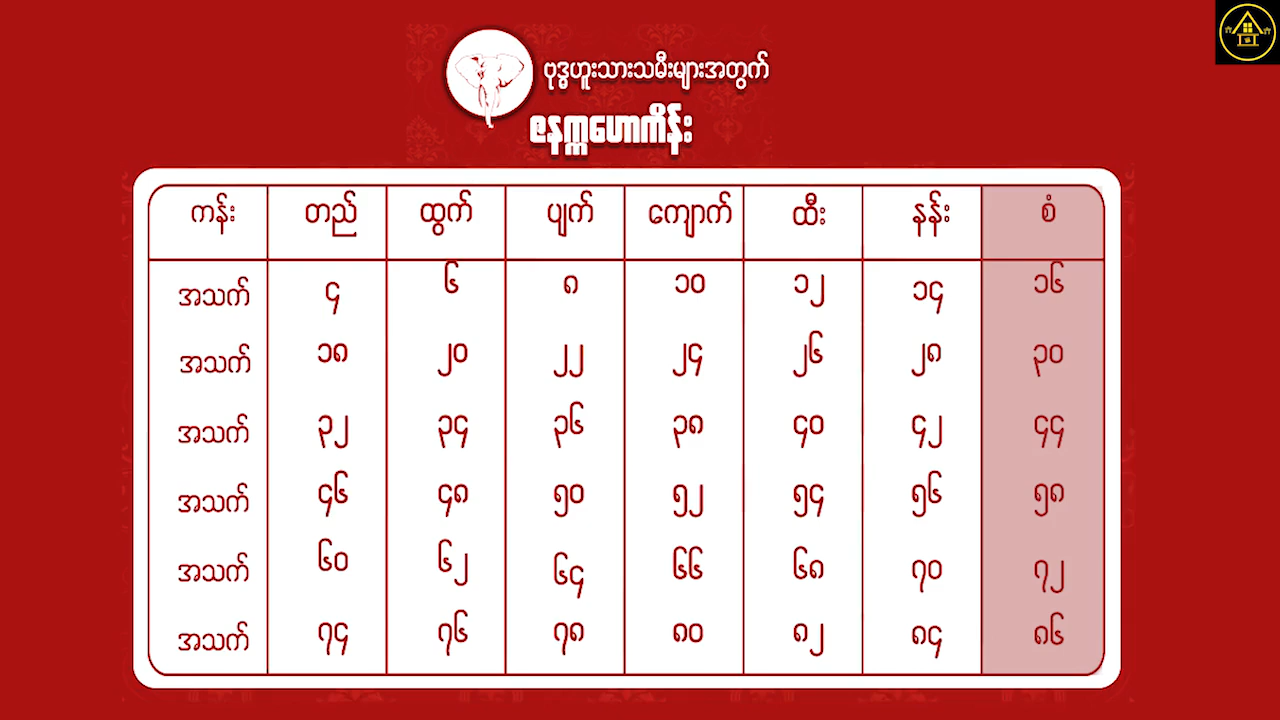 ဗုဒ္ဓဟူးသားသမီးများအတွက်
ဇနက္ကဟောကိန်း
ကန်း တည် ထွက် ပျက် ကျောက် ထီး နန်း စံ
အသက် ၄ ၆ ၈ ၁၀ ၁၂ ၁၄ ၁၆
အသက် ၁၈ ၂၀ ၂၂ ၂၄ ၂၆ ၂၈ ၃၀
အသက် ၃၂ ၃၄ ၃၆ ၃၈ ၄၀ ၄၂ ၄၄
အသက် ၄၆ ၄၈ ၅၀ ၅၂ ၅၄ ၅၆ ၅၈
အသက် ၆၀ ၆၂ ၆၄ ၆၆ ၆၈ ၇၀ ၇၂
အသက် ၇၄ ၇၆ ၇၈ ၈၀ ၈၂ ၈၄ ၈၆